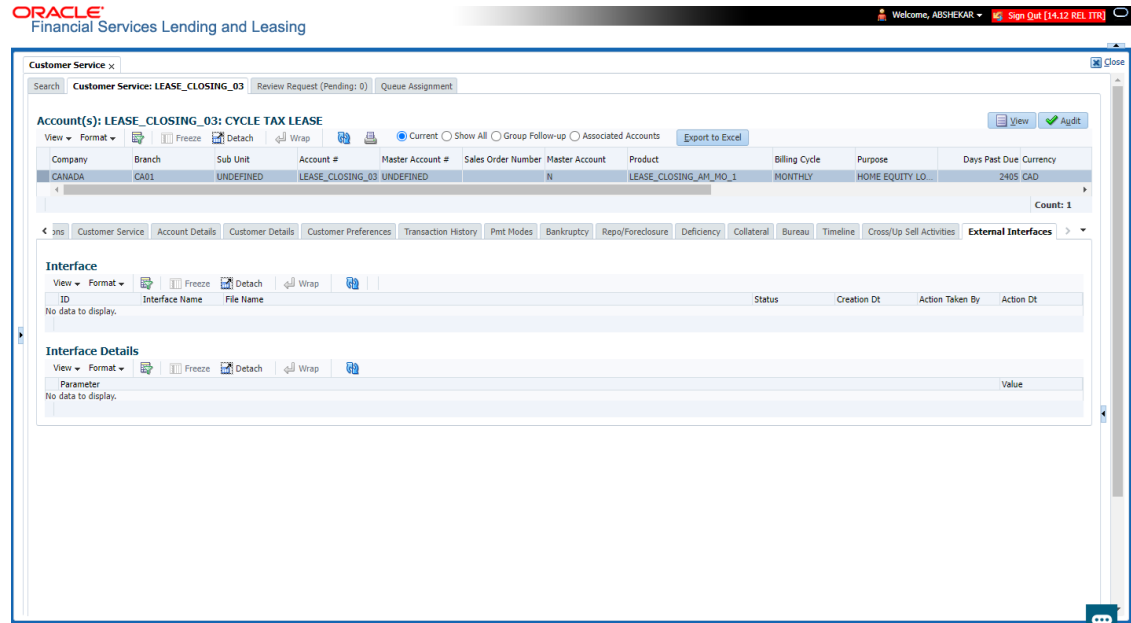 ORACLE
Financial Services Lending and Leasing
Welcome, ABSHEKAR Sign Out [14.12 REL ITR]
Customer Service x Close
Search Customer Service: LEASE_CLOSING_03 Review Request (Pending: 0) Queue Assignment
Account(s): LEASE_CLOSING_03: CYCLE TAX LEASE View Audit
View Format Freeze Detach Wrap Current Show All Group Follow-up Associated Accounts Export to Excel
Company Branch Sub Unit Account # Master Account # Sales Order Number Master Account Product Billing Cycle Purpose Days Past Due Currency
CANADA CA01 UNDEFINED LEASE_CLOSING_03 UNDEFINED N LEASE_CLOSING_AM_MO_1 MONTHLY HOME EQUITY LO... 2405 CAD
Count: 1
ons Customer Service Account Details Customer Details Customer Preferences Transaction History Pmt Modes Bankruptcy Repo/Foreclosure Deficiency Collateral Bureau Timeline Cross/Up Sell Activities External Interfaces
Interface
View Format Freeze Detach Wrap
ID Interface Name File Name Status Creation Dt Action Taken By Action Dt
No data to display.
Interface Details
View Format Freeze Detach Wrap
Parameter Value
No data to display.